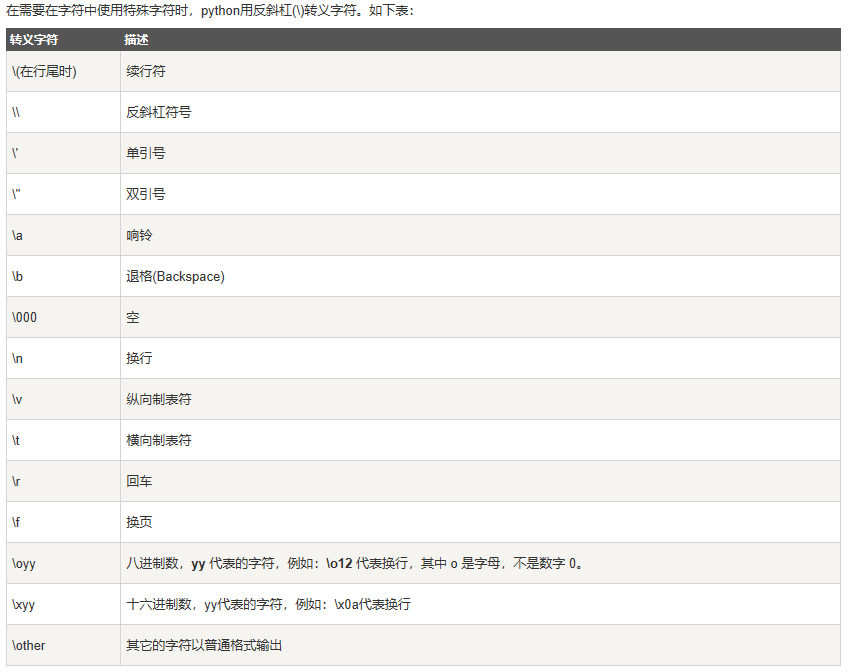 在需要在字符中使用特殊字符时，python用反斜杠(\)转义字符。如下表：
转义字符 描述
\(在行尾时) 续行符
\\ 反斜杠符号
\' 单引号
\" 双引号
\a 响铃
\b 退格(Backspace)
\000 空
\n 换行
\v 纵向制表符
\t 横向制表符
\r 回车
\f 换页
\oyy 八进制数，yy 代表的字符，例如：\o12 代表换行，其中 o 是字母，不是数字 0。
\xyy 十六进制数，yy代表的字符，例如：\x0a代表换行
\other 其它的字符以普通格式输出